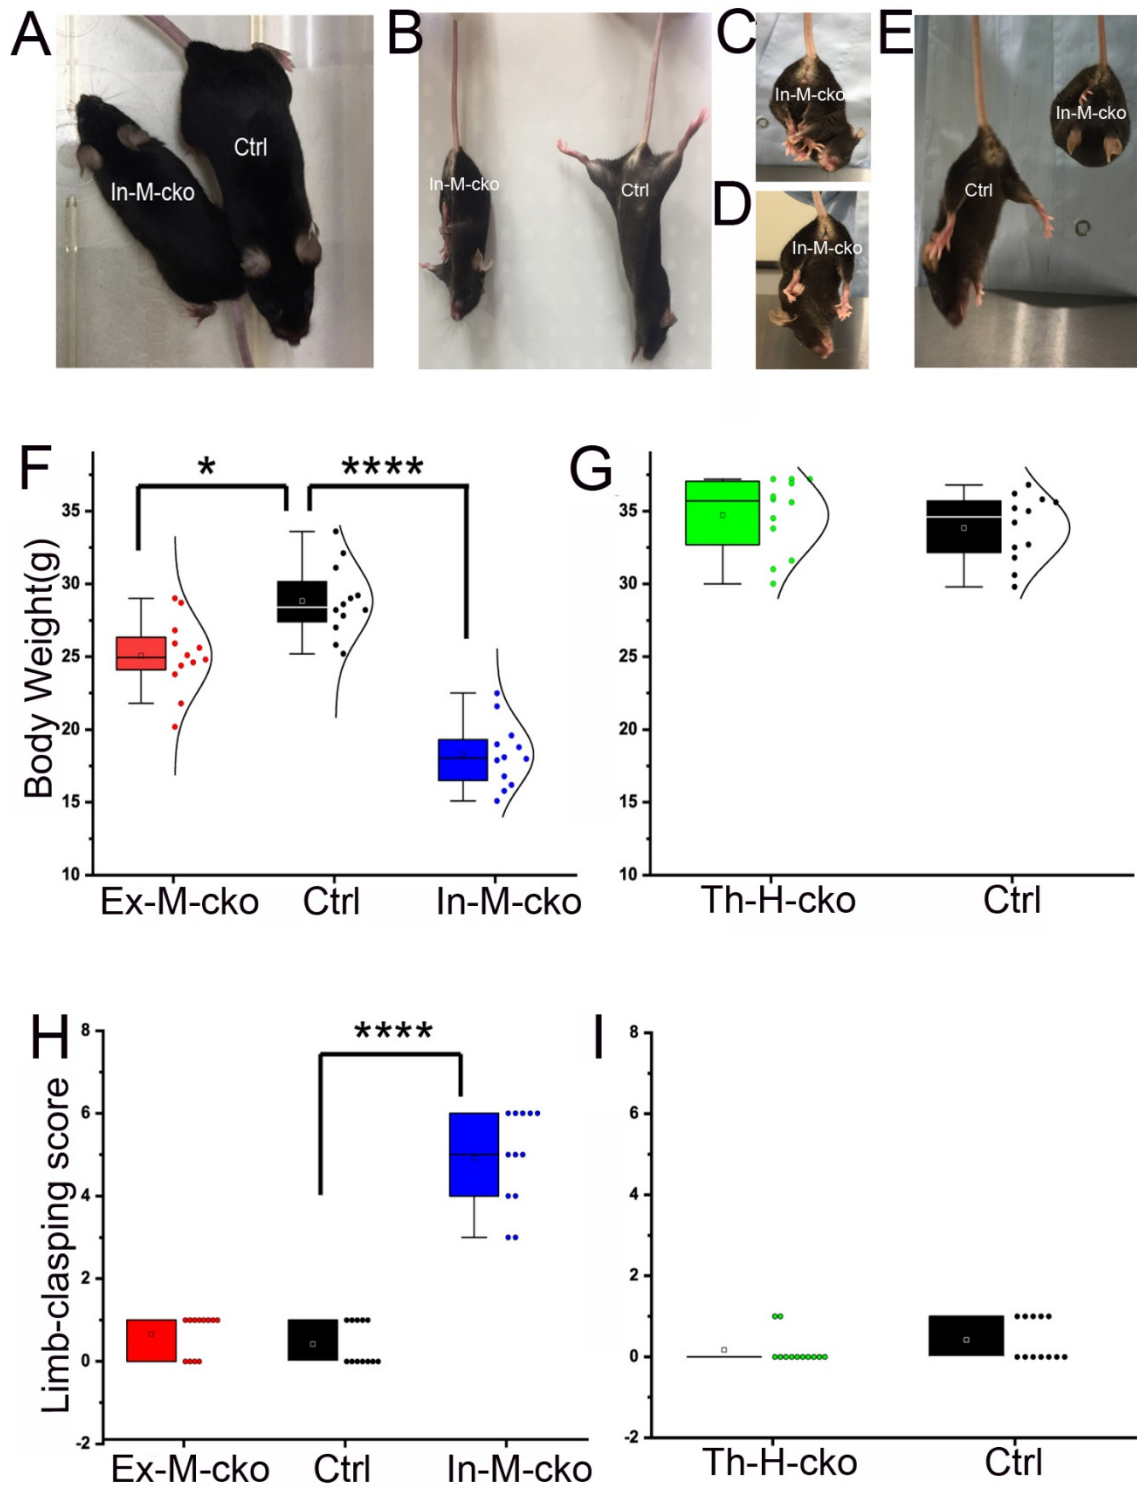 A
B
C
E
In-M-cko
Ctrl
In-M-cko
Ctrl
In-M-cko
D
In-M-cko
Ctrl
In-M-cko
F
*
****
Body Weight(g)
35
30
25
20
15
10
Ex-M-cko
Ctrl
In-M-cko
G
35
30
25
20
15
10
Th-H-cko
Ctrl
H
****
Limb-clasping score
8
6
4
2
0
-2
Ex-M-cko
Ctrl
In-M-cko
I
8
6
4
2
0
-2
Th-H-cko
Ctrl